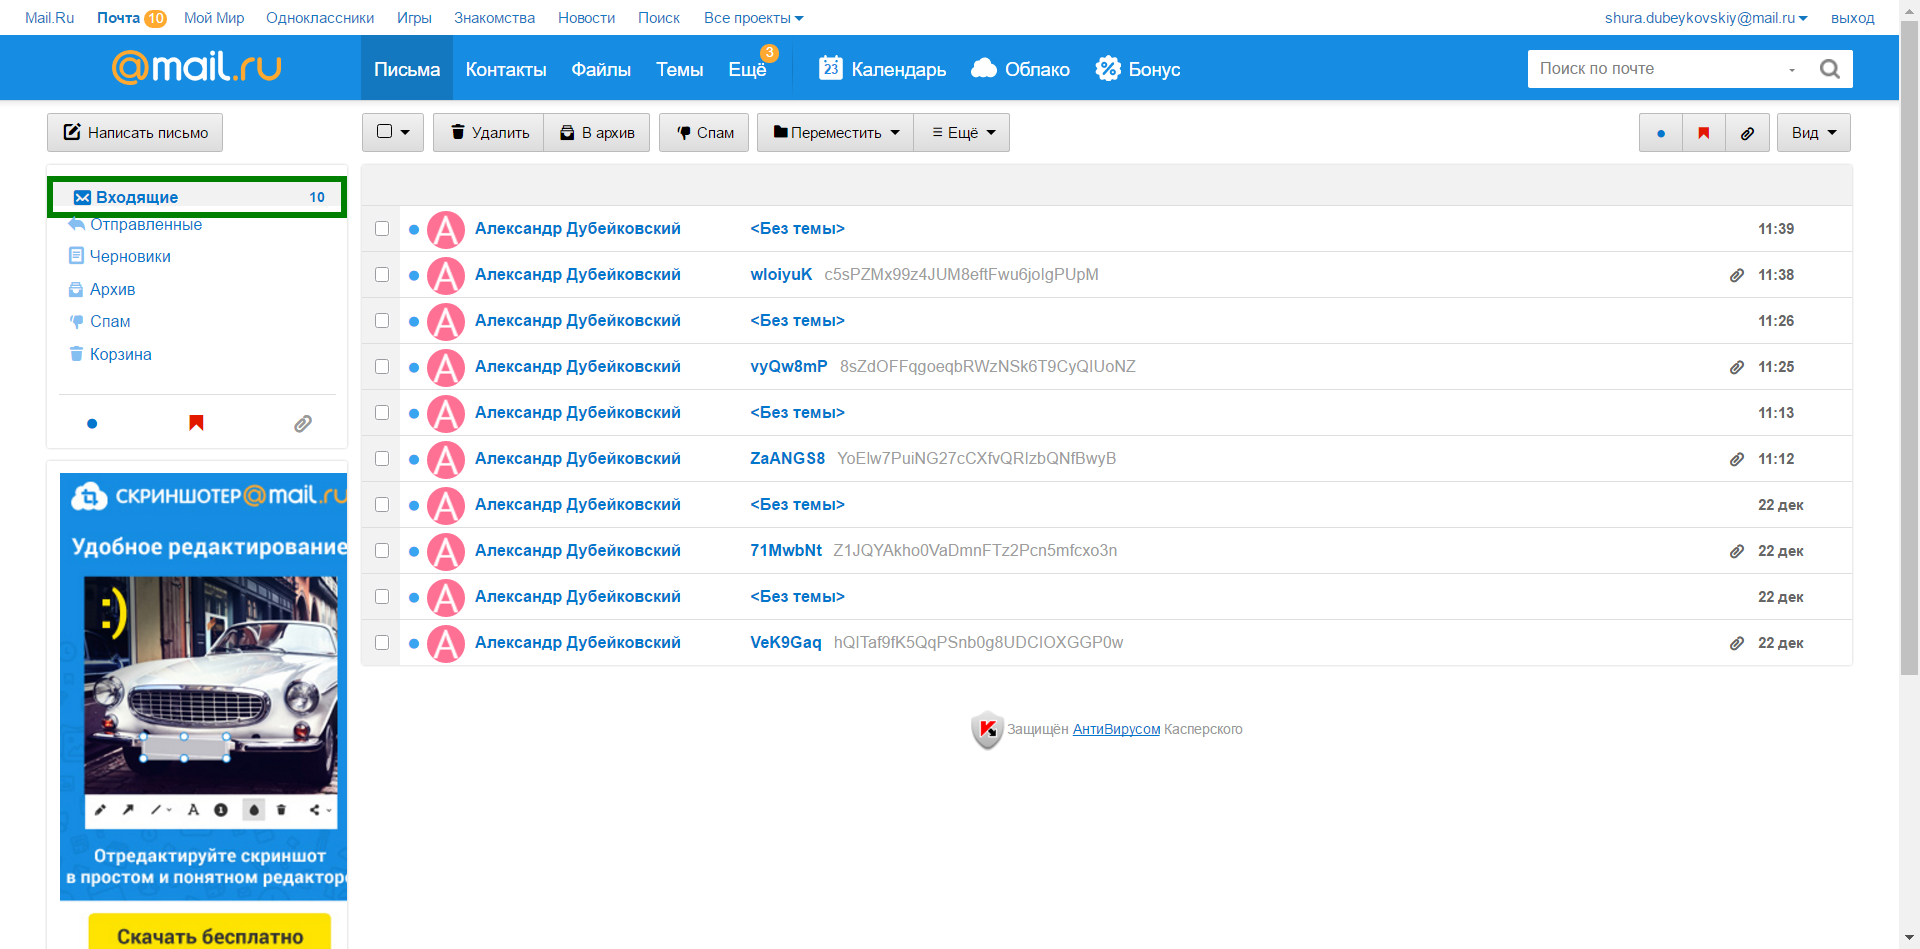 Mail.Ru Почта 10 Мой Мир Одноклассники Игры Знакомства Новости Поиск Все проекты shura.dubeykovskiy@mail.ru выход
@mail.ru Письма Контакты Файлы Темы Ещё 3 23 Календарь Облако Бонус Поиск по почте
Написать письмо Удалить В архив Спам Переместить Ещё Вид
Входящие 10
Отправленные
Черновики
Архив
Спам
Корзина
Александр Дубейковский <Без темы> 11:39
Александр Дубейковский wIoiyuK c5sPZMx99z4JUM8eftFwu6jolgPUpM 11:38
Александр Дубейковский <Без темы> 11:26
Александр Дубейковский vyQw8mP 8sZdOFFqgoeqbRWzNSk6T9CyQIUoNZ 11:25
Александр Дубейковский <Без темы> 11:13
Александр Дубейковский ZaANGS8 YoElw7PuiNG27cCXfvQRIzbQNfBwyB 11:12
Александр Дубейковский <Без темы> 22 дек
Александр Дубейковский 71MwbNt Z1JQYAkho0VaDmnFTz2Pcn5mfcxo3n 22 дек
Александр Дубейковский <Без темы> 22 дек
Александр Дубейковский VeK9Gaq hQlTaf9fK5QqPSnb0g8UDCIOXGGP0w 22 дек
Защищён АнтиВирусом Касперского
СКРИНШОТЕР@mail.ru
Удобное редактирование
:)
Отредактируйте скриншот
в простом и понятном редакторе
Скачать бесплатно